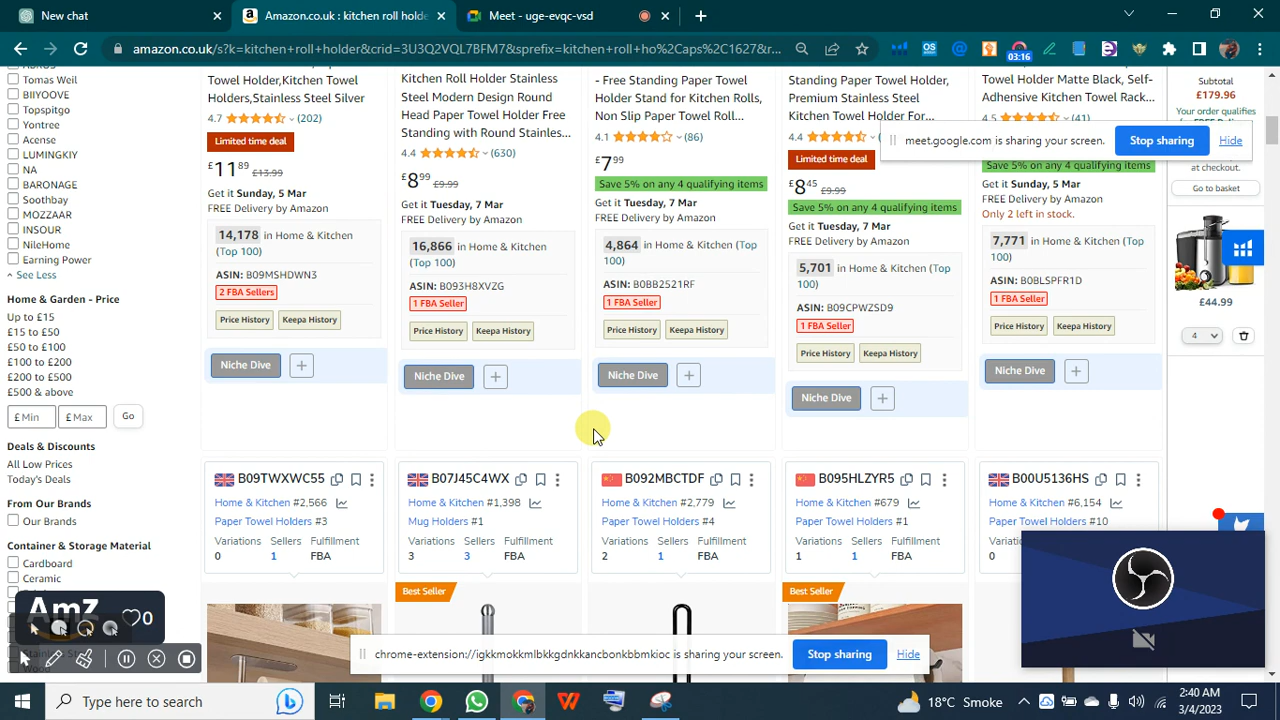 New chat
Amazon.co.uk : kitchen roll holde
Meet - uge-evqc-vsd
amazon.co.uk/s?k=kitchen+roll+holder&crid=3U3Q2VQL7BFM7&sprefix=kitchen+roll+ho%2Caps%2C1627&r...
03:16
Tomas Weil
BIIYOOVE
Topspitgo
Yontree
Acense
LUMINGKIY
NA
BARONAGE
Soothbay
MOZZAAR
INSOUR
NileHome
Earning Power
See Less
Home & Garden - Price
Up to £15
£15 to £50
£50 to £100
£100 to £200
£200 to £500
£500 & above
£ Min £ Max Go
Deals & Discounts
All Low Prices
Today's Deals
From Our Brands
Our Brands
Container & Storage Material
Cardboard
Ceramic
Wood
Towel Holder,Kitchen Towel
Holders,Stainless Steel Silver
4.7 (202)
Limited time deal
£11 89 £13.99
Get it Sunday, 5 Mar
FREE Delivery by Amazon
14,178 in Home & Kitchen
(Top 100)
ASIN: B09MSHDWN3
2 FBA Sellers
Price History Keepa History
Niche Dive +
Kitchen Roll Holder Stainless
Steel Modern Design Round
Head Paper Towel Holder Free
Standing with Round Stainles...
4.4 (630)
£8 99 £9.99
Get it Tuesday, 7 Mar
FREE Delivery by Amazon
16,866 in Home & Kitchen
(Top 100)
ASIN: B093H8XVZG
1 FBA Seller
Price History Keepa History
Niche Dive +
- Free Standing Paper Towel
Holder Stand for Kitchen Rolls,
Non Slip Paper Towel Roll...
4.1 (86)
£7 99
Save 5% on any 4 qualifying items
Get it Tuesday, 7 Mar
FREE Delivery by Amazon
4,864 in Home & Kitchen (Top
100)
ASIN: B0BB2521RF
1 FBA Seller
Price History Keepa History
Niche Dive +
Standing Paper Towel Holder,
Premium Stainless Steel
Kitchen Towel Holder For...
4.4
Limited time deal
£8 45 £9.99
Save 5% on any 4 qualifying items
Get it Tuesday, 7 Mar
FREE Delivery by Amazon
5,701 in Home & Kitchen (Top
100)
ASIN: B09CPWZSD9
1 FBA Seller
Price History Keepa History
Niche Dive +
Towel Holder Matte Black, Self-
Adhensive Kitchen Towel Rack...
4.5 (41)
Save 5% on any 4 qualifying items
Get it Sunday, 5 Mar
FREE Delivery by Amazon
Only 2 left in stock.
7,771 in Home & Kitchen (Top
100)
ASIN: B0BLSPFR1D
1 FBA Seller
Price History Keepa History
Niche Dive +
Subtotal
£179.96
Your order qualifies
at checkout.
Go to basket
£44.99
4
meet.google.com is sharing your screen. Stop sharing Hide
B09TWXWC55
Home & Kitchen #2,566
Paper Towel Holders #3
Variations Sellers Fulfillment
0 1 FBA
B07J45C4WX
Home & Kitchen #1,398
Mug Holders #1
Variations Sellers Fulfillment
3 3 FBA
Best Seller
B092MBCTDF
Home & Kitchen #2,779
Paper Towel Holders #4
Variations Sellers Fulfillment
2 1 FBA
B095HLZYR5
Home & Kitchen #679
Paper Towel Holders #1
Variations Sellers Fulfillment
1 1 FBA
Best Seller
B00U5136HS
Home & Kitchen #6,154
Paper Towel Holders #10
Variations
0
AmZ
0
chrome-extension://igkkmokkmlbkkgdnkkancbonkbbmkioc is sharing your screen. Stop sharing Hide
Type here to search
18°C Smoke
2:40 AM
3/4/2023